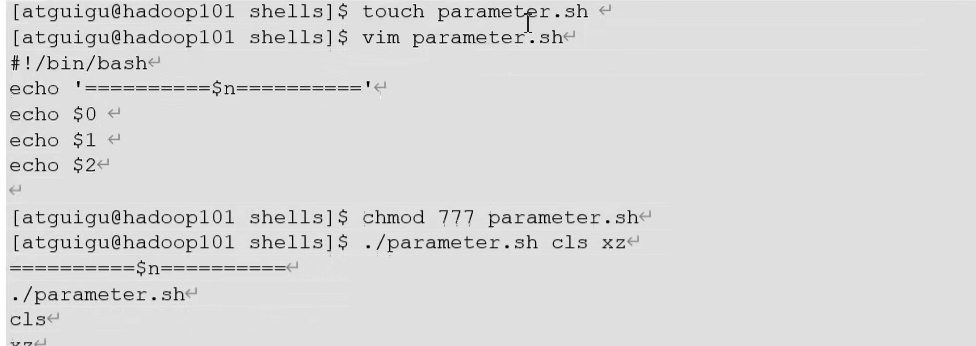 [atguigu@hadoop101 shells]$ touch parameter.sh ↵
[atguigu@hadoop101 shells]$ vim parameter.sh↵
#!/bin/bash↵
echo '==========$n=========='↵
echo $0 ↵
echo $1 ↵
echo $2↵
↵
[atguigu@hadoop101 shells]$ chmod 777 parameter.sh↵
[atguigu@hadoop101 shells]$ ./parameter.sh cls xz↵
==========$n==========↵
./parameter.sh↵
cls↵
xz↵